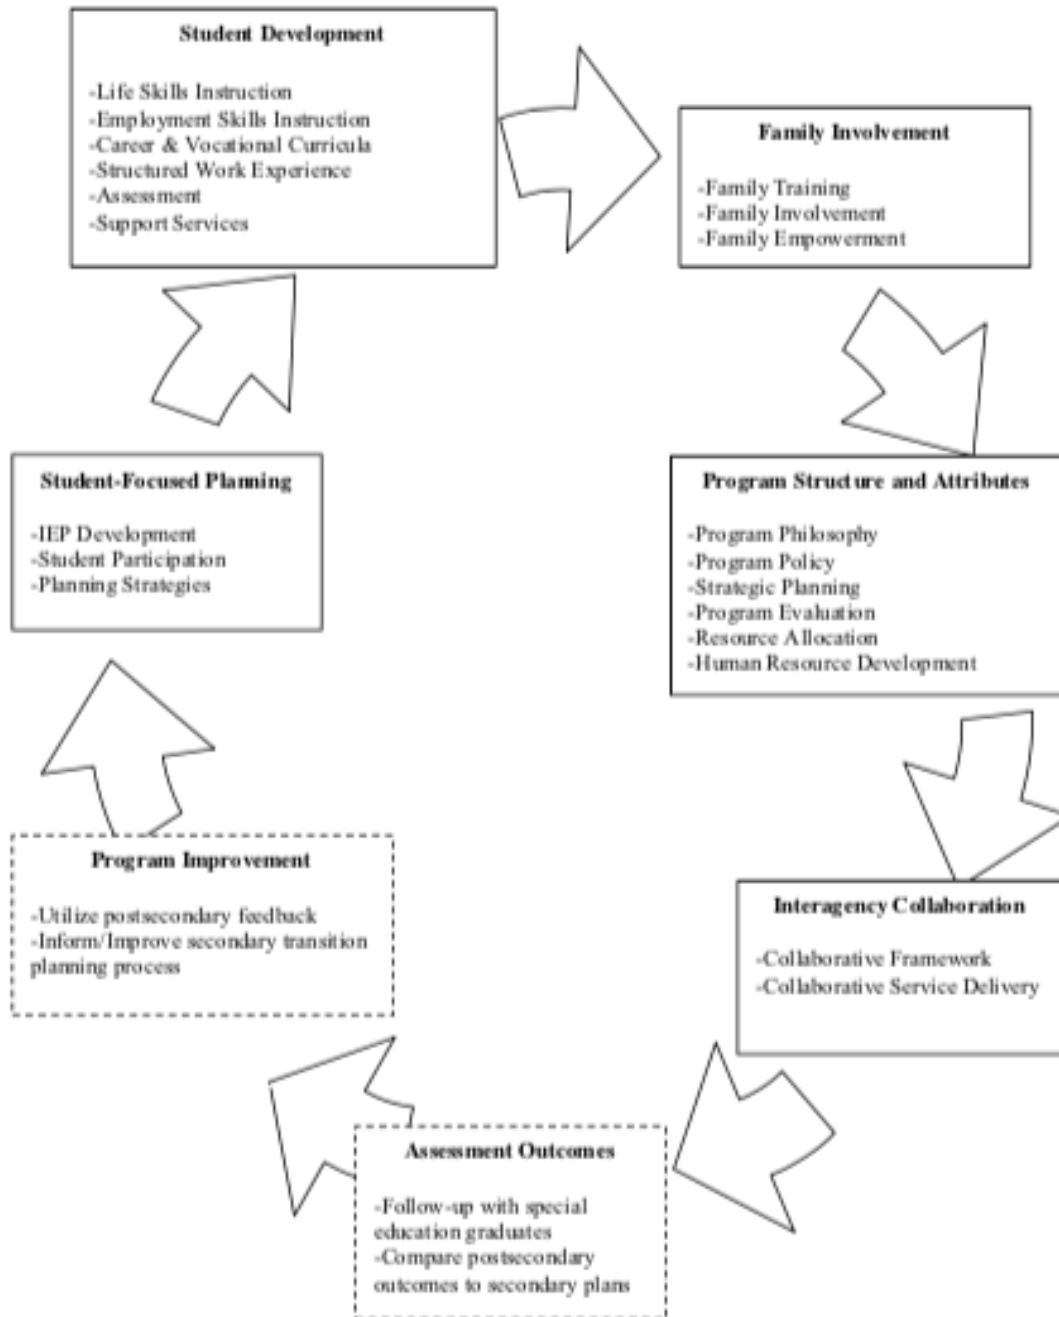 Student Development
-Life Skills Instruction
-Employment Skills Instruction
-Career & Vocational Curricula
-Structured Work Experience
-Assessment
-Support Services
Family Involvement
-Family Training
-Family Involvement
-Family Empowerment
Program Structure and Attributes
-Program Philosophy
-Program Policy
-Strategic Planning
-Program Evaluation
-Resource Allocation
-Human Resource Development
Interagency Collaboration
-Collaborative Framework
-Collaborative Service Delivery
Assessment Outcomes
-Follow-up with special
education graduates
-Compare postsecondary
outcomes to secondary plans
Program Improvement
-Utilize postsecondary feedback
-Inform/Improve secondary transition
planning process
Student-Focused Planning
-IEP Development
-Student Participation
-Planning Strategies